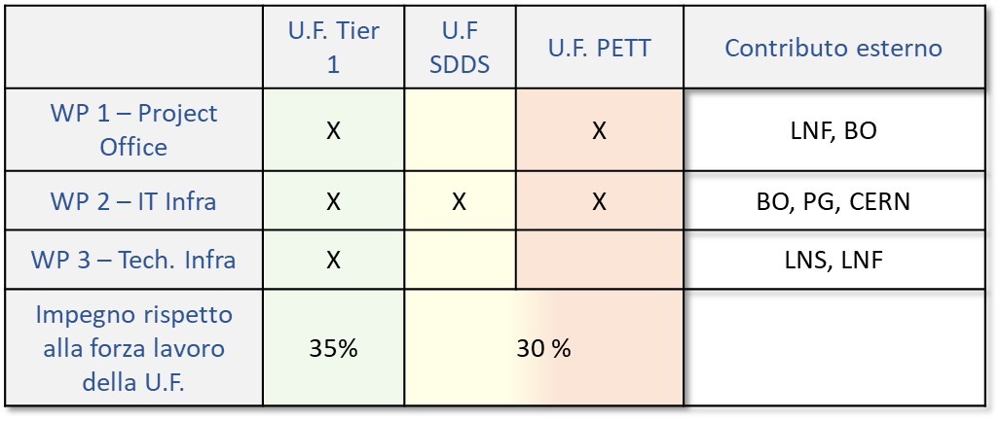 U.F. Tier
1
U.F
SDDS
U.F. PETT
Contributo esterno
WP 1 – Project
Office
X
X
LNF, BO
WP 2 – IT Infra
X
X
X
BO, PG, CERN
WP 3 – Tech. Infra
X
LNS, LNF
Impegno rispetto
alla forza lavoro
della U.F.
35%
30 %